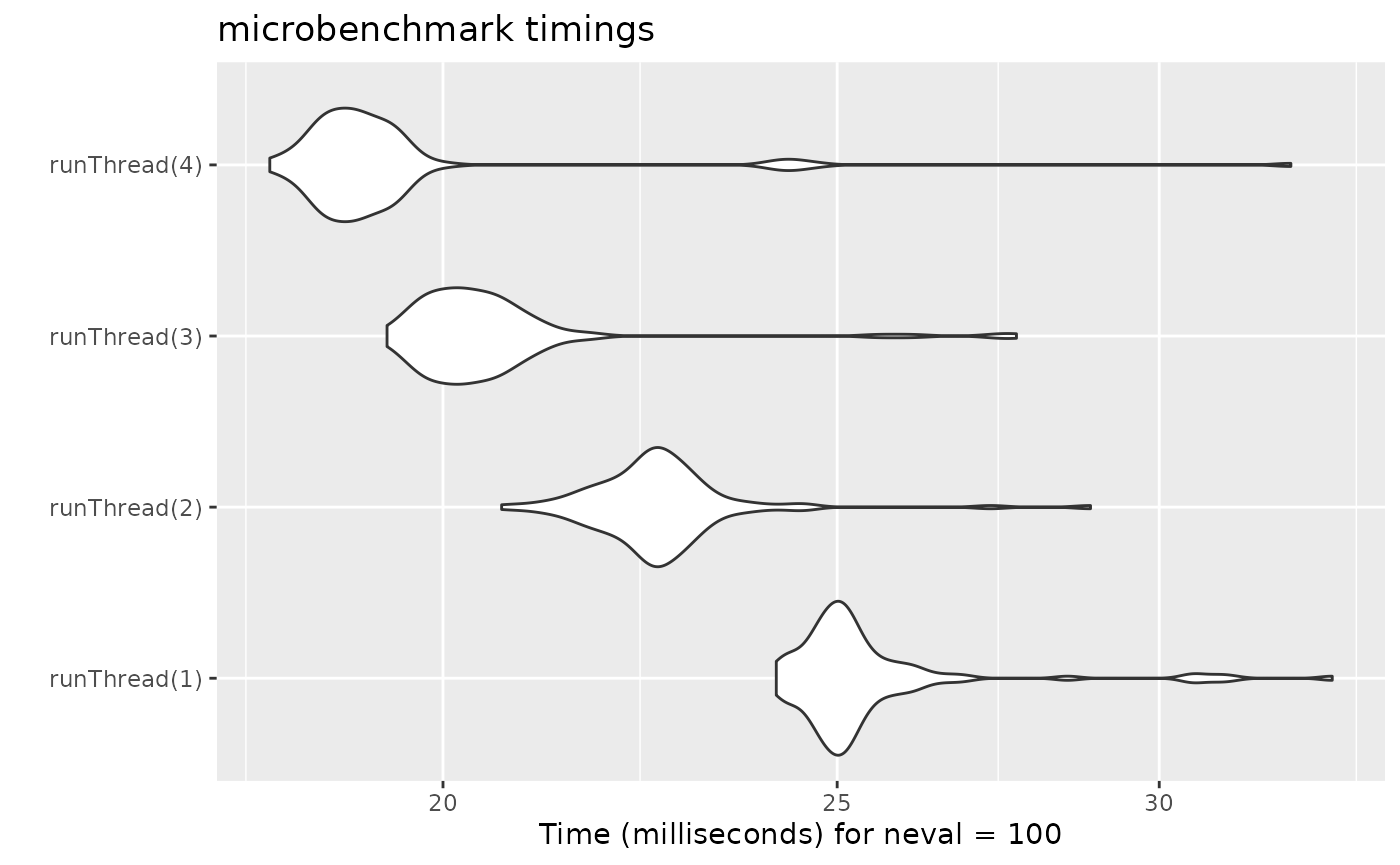 microbenchmark timings
runThread(4)
runThread(3)
runThread(2)
runThread(1)
20 25 30
Time (milliseconds) for neval = 100